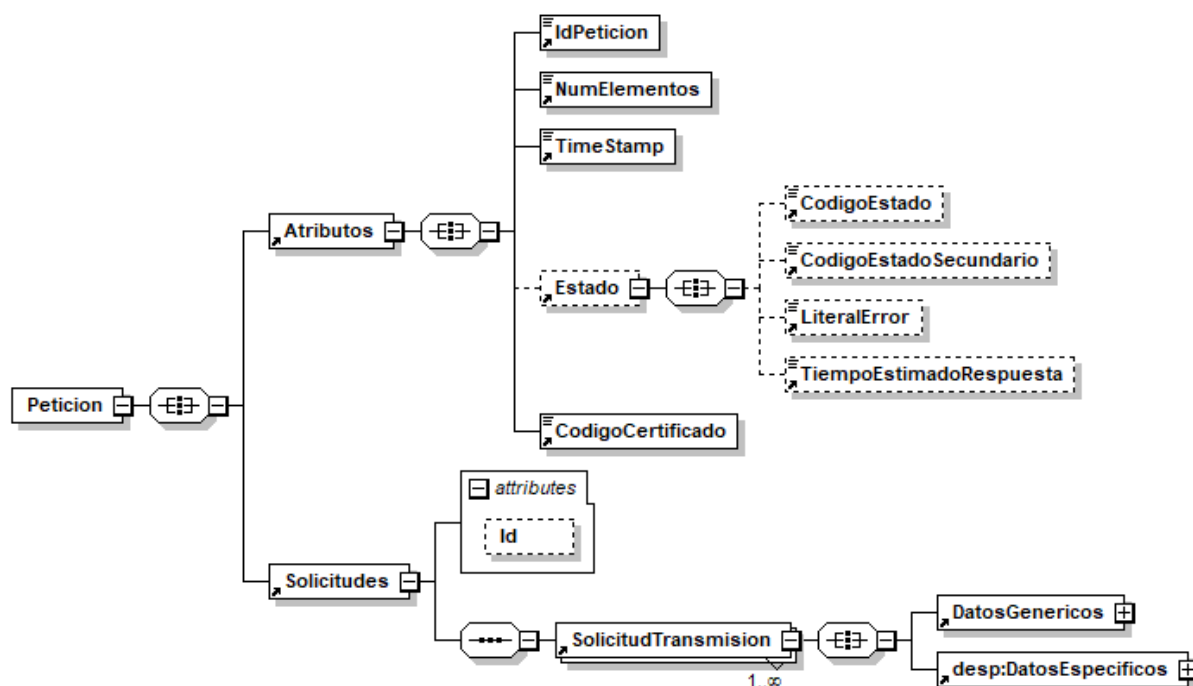 IdPeticion
NumElementos
TimeStamp
CodigoEstado
Atributos
CodigoEstadoSecundario
Estado
LiteralError
TiempoEstimadoRespuesta
Peticion
CodigoCertificado
attributes
Id
Solicitudes
DatosGenericos
SolicitudTransmision
desp:DatosEspecificos
1..∞